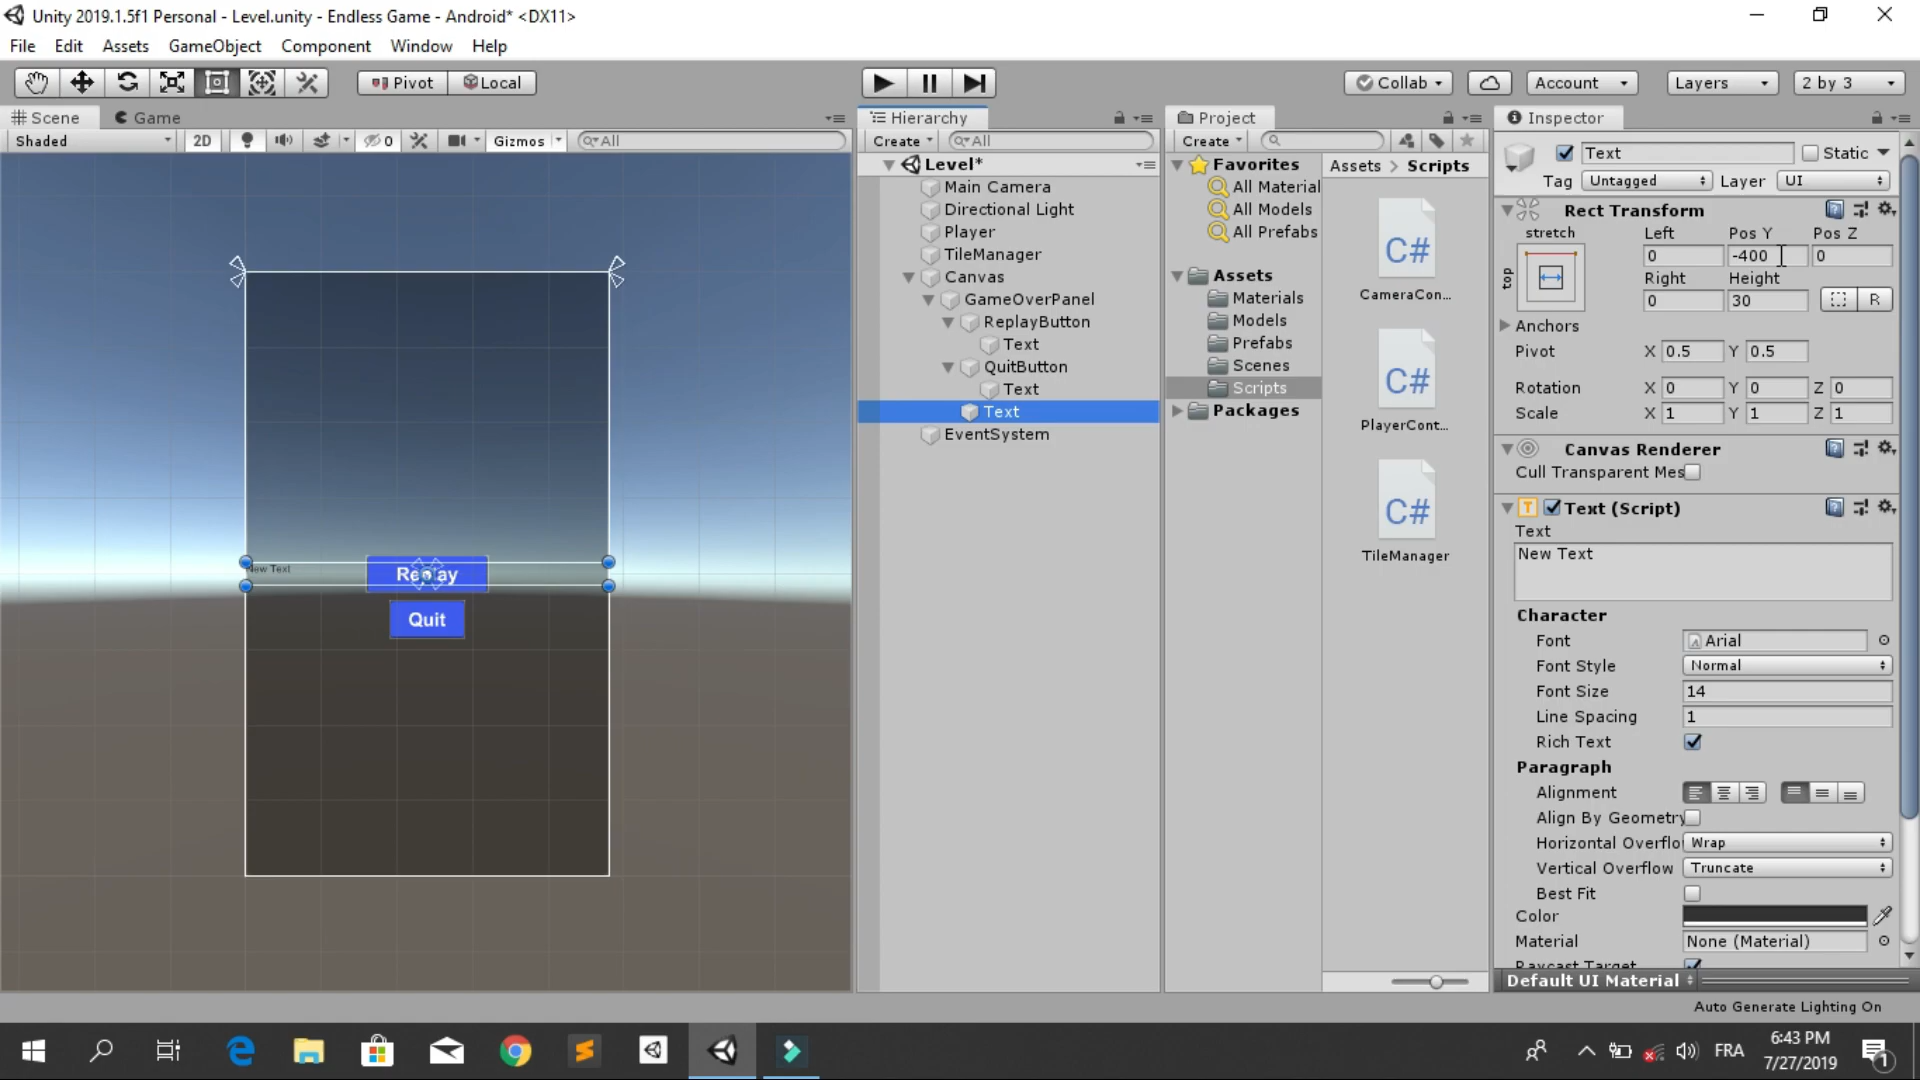 Unity 2019.1.5f1 Personal - Level.unity - Endless Game - Android* <DX11>
File Edit Assets GameObject Component Window Help
Pivot Local Collab Account Layers 2 by 3
Scene Game
Shaded 2D 0 Gizmos All
Hierarchy
Create All
Level*
Main Camera
Directional Light
Player
TileManager
Canvas
GameOverPanel
ReplayButton
Text
QuitButton
Text
Text
EventSystem
New Text
Replay
Quit
Project
Create
Favorites
All Material
All Models
All Prefabs
Assets
Materials
Models
Prefabs
Scenes
Scripts
Packages
Assets > Scripts
C#
CameraCon...
C#
PlayerCont...
C#
TileManager
Inspector
Text Static
Tag Untagged Layer UI
Rect Transform
stretch Left Pos Y Pos Z
top 0 -400 0
Right Height
0 30 R
Anchors
Pivot X 0.5 Y 0.5
Rotation X 0 Y 0 Z 0
Scale X 1 Y 1 Z 1
Canvas Renderer
Cull Transparent Mes
T Text (Script)
Text
New Text
Character
Font Arial
Font Style Normal
Font Size 14
Line Spacing 1
Rich Text
Paragraph
Alignment
Align By Geometry
Horizontal Overflo Wrap
Vertical Overflow Truncate
Best Fit
Color
Material None (Material)
Raycast Target
Default UI Material
Auto Generate Lighting On
FRA
6:43 PM
7/27/2019
1